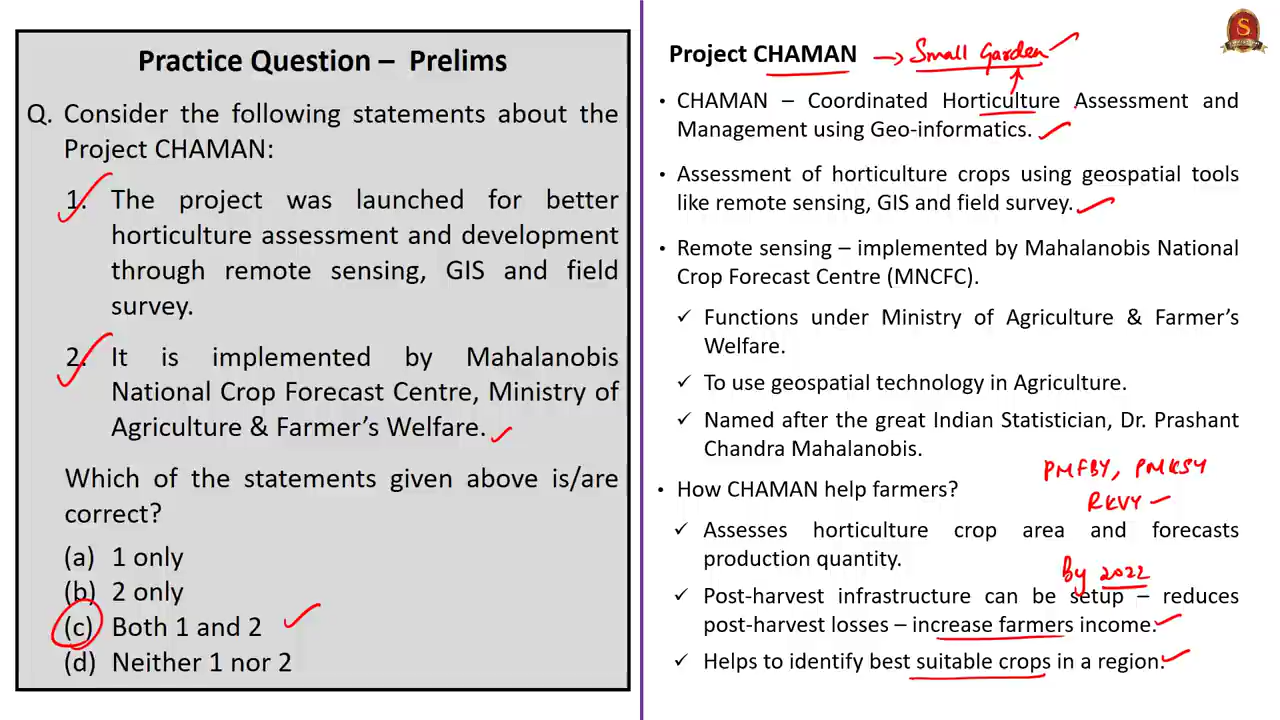 Practice Question – Prelims
Q. Consider the following statements about the
Project CHAMAN:
1. The project was launched for better
horticulture assessment and development
through remote sensing, GIS and field
survey.
2. It is implemented by Mahalanobis
National Crop Forecast Centre, Ministry of
Agriculture & Farmer's Welfare.
Which of the statements given above is/are
correct?
(a) 1 only
(b) 2 only
(c) Both 1 and 2
(d) Neither 1 nor 2
S
Project CHAMAN → Small Garden
• CHAMAN – Coordinated Horticulture Assessment and
Management using Geo-informatics.
• Assessment of horticulture crops using geospatial tools
like remote sensing, GIS and field survey.
• Remote sensing – implemented by Mahalanobis National
Crop Forecast Centre (MNCFC).
✓ Functions under Ministry of Agriculture & Farmer's
Welfare.
✓ To use geospatial technology in Agriculture.
✓ Named after the great Indian Statistician, Dr. Prashant
Chandra Mahalanobis.
PMFBY, PMKSY
• How CHAMAN help farmers?
RKVY
✓ Assesses horticulture crop area and forecasts
production quantity.
By 2022
✓ Post-harvest infrastructure can be setup – reduces
post-harvest losses – increase farmers income.
✓ Helps to identify best suitable crops in a region.